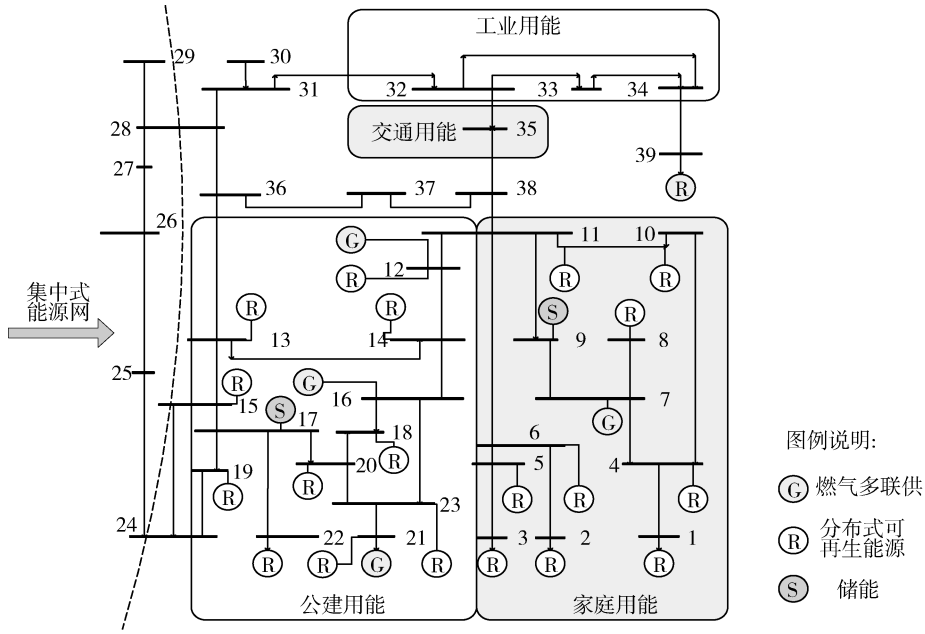 工业用能
29
30
31
32
33
34
28
交通用能
35
39
27
R
36
37
38
26
G
11
10
12
R
R
R
集中式
能源网
R
R
S
R
13
14
9
8
25
R
G
16
7
15
S
17
G
18
6
20
R
5
4
19
R
R
R
R
R
23
24
22
21
3
2
1
R
R
G
R
R
R
R
公建用能
家庭用能
图例说明:
G 燃气多联供
R 分布式可
再生能源
S 储能